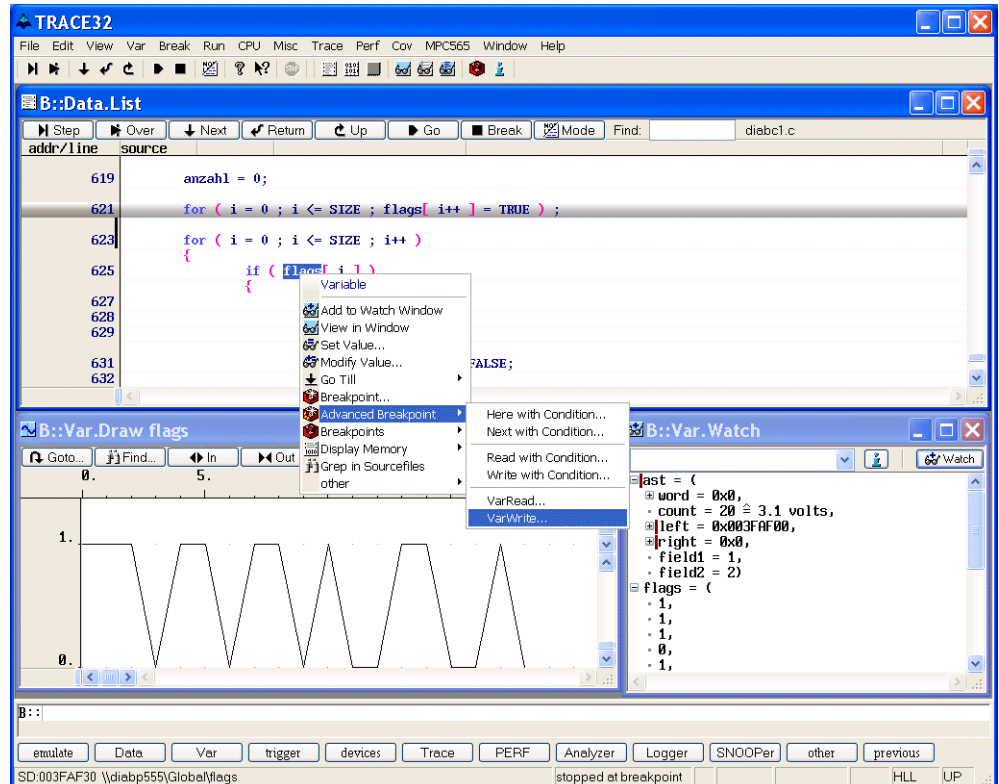 TRACE32
File Edit View Var Break Run CPU Misc Trace Perf Cov MPC565 Window Help
B::Data.List
Step Over Next Return Up Go Break Mode Find: diabc1.c
addr/line source
619 anzahl = 0;
621 for ( i = 0 ; i <= SIZE ; flags[ i++ ] = TRUE ) ;
623 for ( i = 0 ; i <= SIZE ; i++ )
{
625 if ( flags[ i ] )
{
627
628
629
631 FALSE;
632
Variable
Add to Watch Window
View in Window
Set Value...
Modify Value...
Go Till
Breakpoint...
Advanced Breakpoint
Breakpoints
Display Memory
Grep in Sourcefiles
other
Here with Condition...
Next with Condition...
Read with Condition...
Write with Condition...
VarRead...
VarWrite...
B::Var.Draw flags
Goto... Find... In Out
0. 5.
1.
0.
B::Var.Watch
Watch
ast = (
word = 0x0,
count = 20 ≙ 3.1 volts,
left = 0x003FAF00,
right = 0x0,
field1 = 1,
field2 = 2)
flags = (
1,
1,
1,
0,
1,
B::
emulate Data Var trigger devices Trace PERF Analyzer Logger SNOOPer other previous
SD:003FAF30 \\diabp555\Global\flags stopped at breakpoint HLL UP